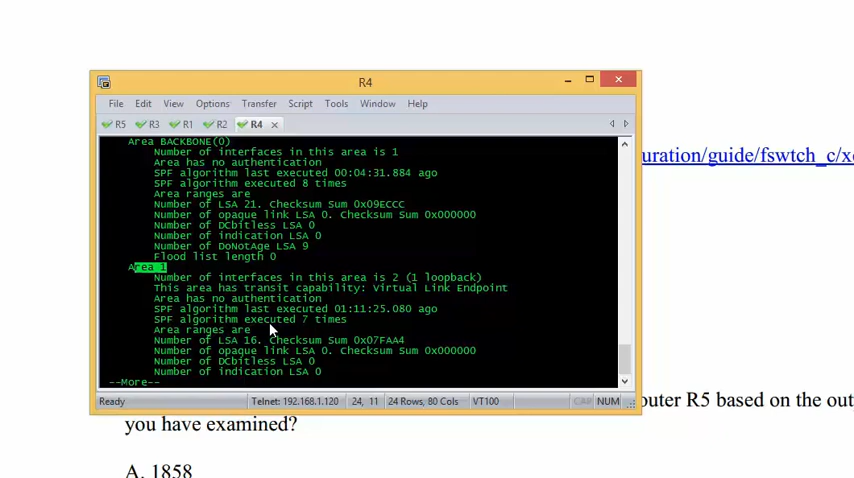 R4
File Edit View Options Transfer Script Tools Window Help
R5 R3 R1 R2 R4
Area BACKBONE(0)
Number of interfaces in this area is 1
Area has no authentication
SPF algorithm last executed 00:04:31.884 ago
SPF algorithm executed 8 times
Area ranges are
Number of LSA 21. Checksum Sum 0x09ECCC
Number of opaque link LSA 0. Checksum Sum 0x000000
Number of DCbitless LSA 0
Number of indication LSA 0
Number of DoNotAge LSA 9
Flood list length 0
Area 1
Number of interfaces in this area is 2 (1 loopback)
This area has transit capability: Virtual Link Endpoint
Area has no authentication
SPF algorithm last executed 01:11:25.080 ago
SPF algorithm executed 7 times
Area ranges are
Number of LSA 16. Checksum Sum 0x07FAA4
Number of opaque link LSA 0. Checksum Sum 0x000000
Number of DCbitless LSA 0
Number of indication LSA 0
--More--
Ready Telnet: 192.168.1.120 24, 11 24 Rows, 80 Cols VT100 CAP NUM
uration/guide/fswtch_c/x
outer R5 based on the out
you have examined?
A. 1858